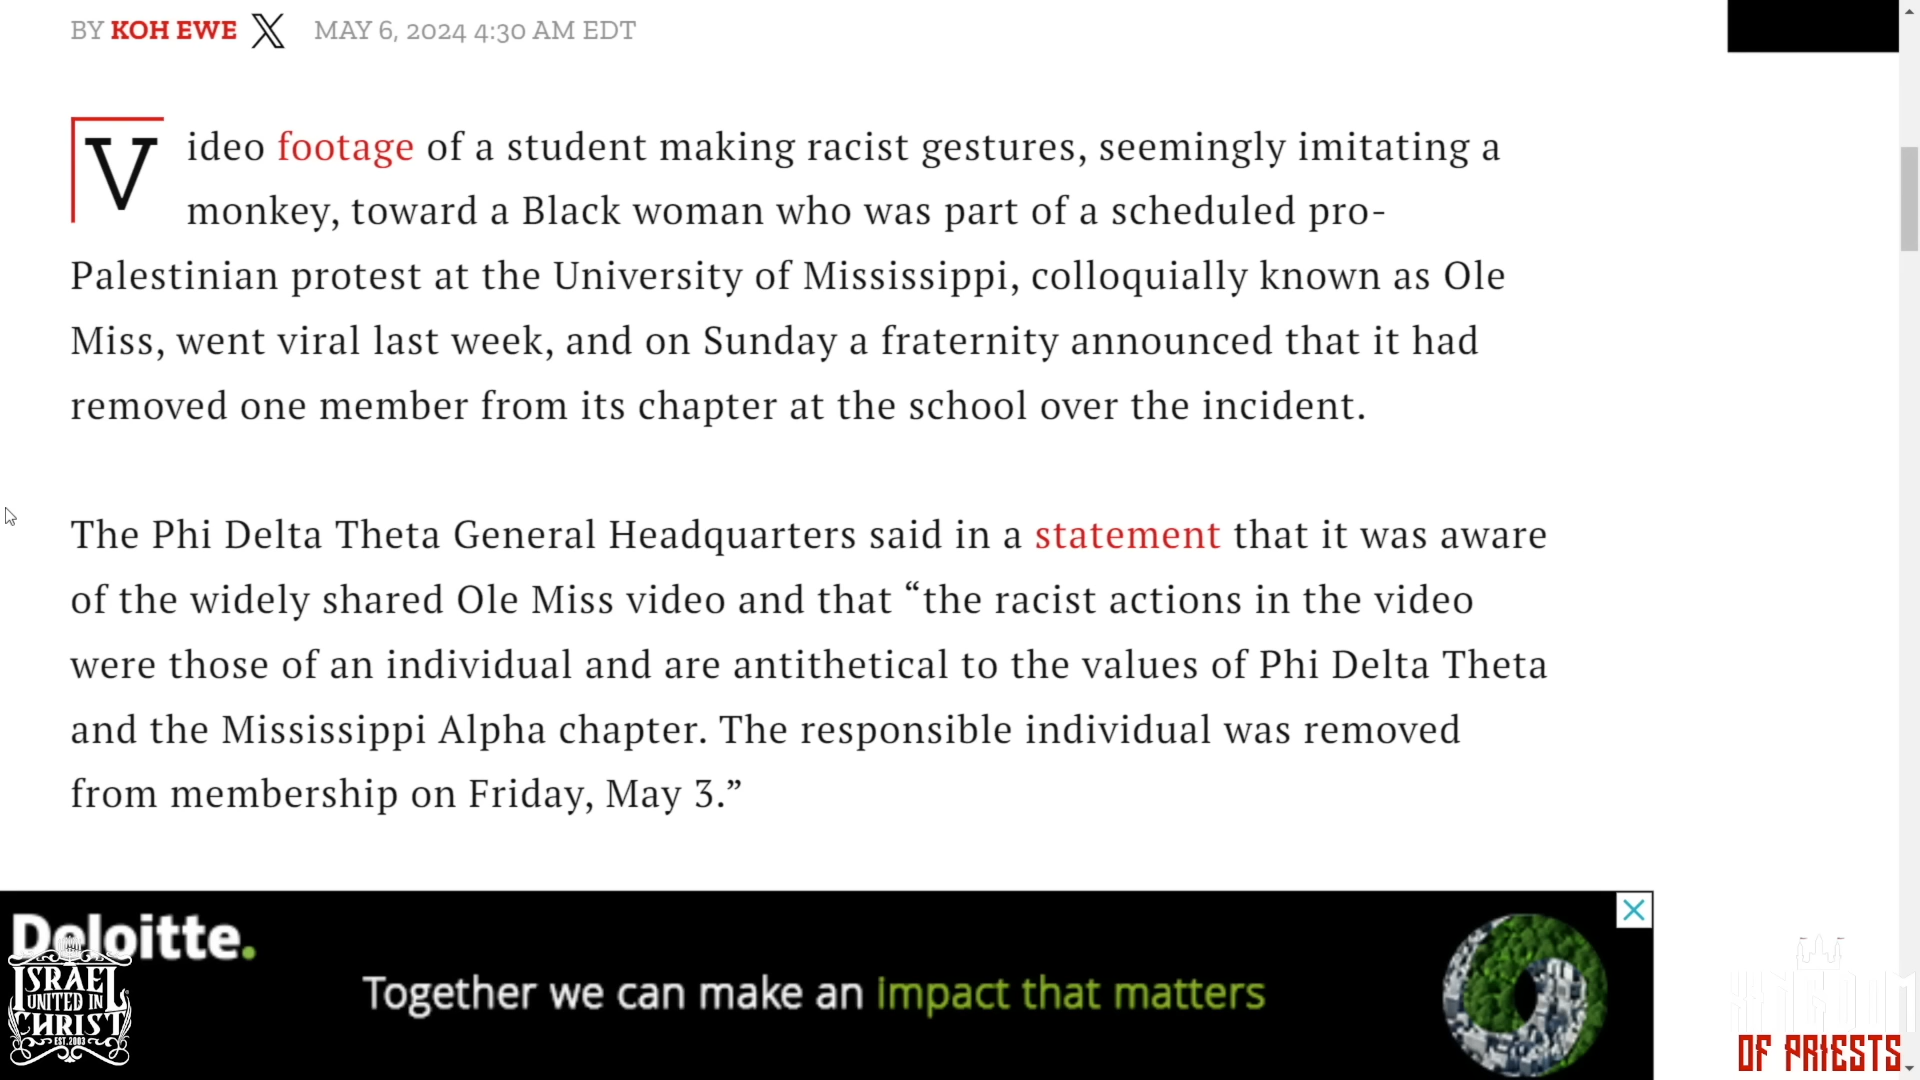 BY KOH EWE X MAY 6, 2024 4:30 AM EDT
Video footage of a student making racist gestures, seemingly imitating a
monkey, toward a Black woman who was part of a scheduled pro-
Palestinian protest at the University of Mississippi, colloquially known as Ole
Miss, went viral last week, and on Sunday a fraternity announced that it had
removed one member from its chapter at the school over the incident.
The Phi Delta Theta General Headquarters said in a statement that it was aware
of the widely shared Ole Miss video and that “the racist actions in the video
were those of an individual and are antithetical to the values of Phi Delta Theta
and the Mississippi Alpha chapter. The responsible individual was removed
from membership on Friday, May 3.”
Deloitte.
Together we can make an impact that matters
ISRAEL
UNITED IN
CHRIST
EST. 2003
KINGDOM
OF PRIESTS